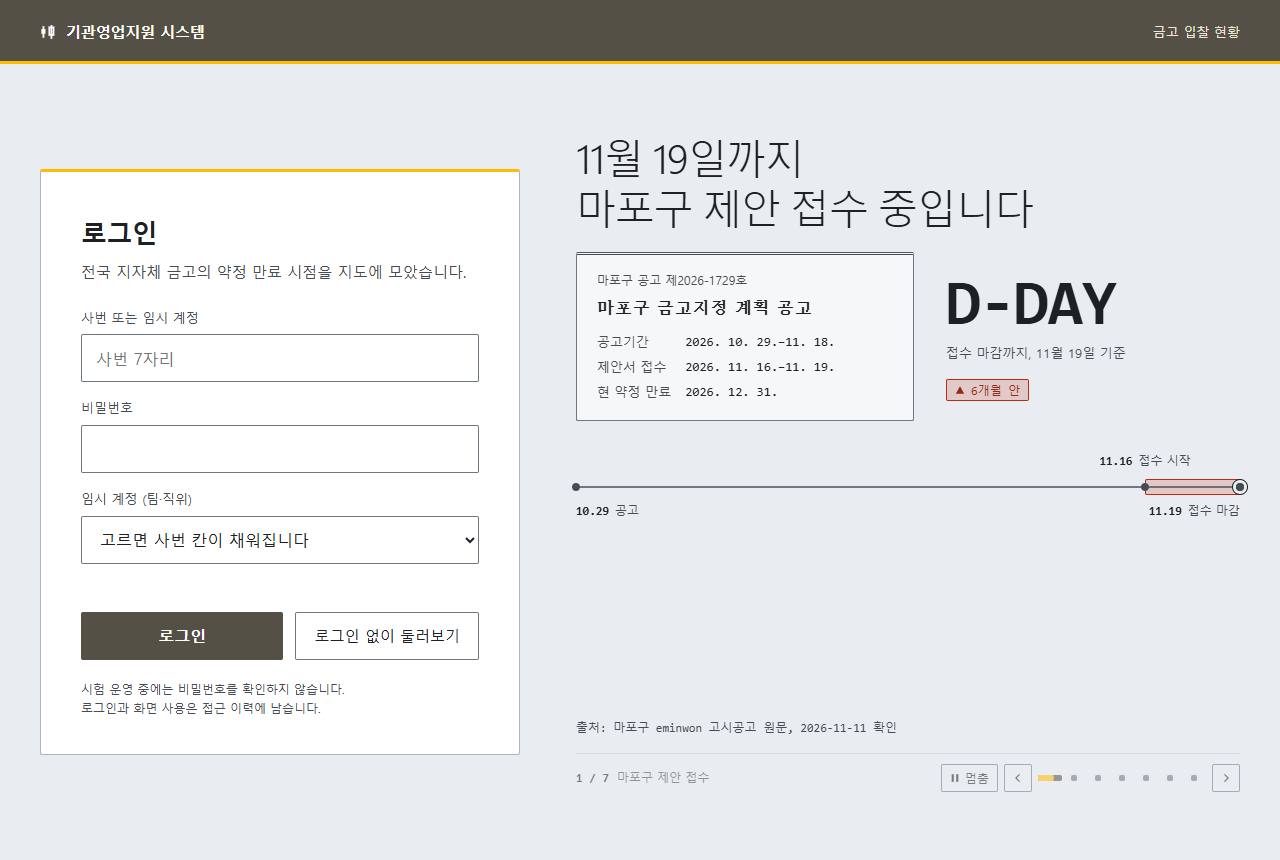 기관영업지원 시스템
금고 입찰 현황
로그인
전국 지자체 금고의 약정 만료 시점을 지도에 모았습니다.
사번 또는 임시 계정
사번 7자리
비밀번호
임시 계정 (팀·직위)
고르면 사번 칸이 채워집니다
로그인
로그인 없이 둘러보기
시험 운영 중에는 비밀번호를 확인하지 않습니다.
로그인과 화면 사용은 접근 이력에 남습니다.
11월 19일까지
마포구 제안 접수 중입니다
마포구 공고 제2026-1729호
마포구 금고지정 계획 공고
공고기간 2026. 10. 29.–11. 18.
제안서 접수 2026. 11. 16.–11. 19.
현 약정 만료 2026. 12. 31.
D-DAY
접수 마감까지, 11월 19일 기준
▲ 6개월 안
11.16 접수 시작
10.29 공고
11.19 접수 마감
출처: 마포구 eminwon 고시공고 원문, 2026-11-11 확인
1 / 7 마포구 제안 접수
멈춤